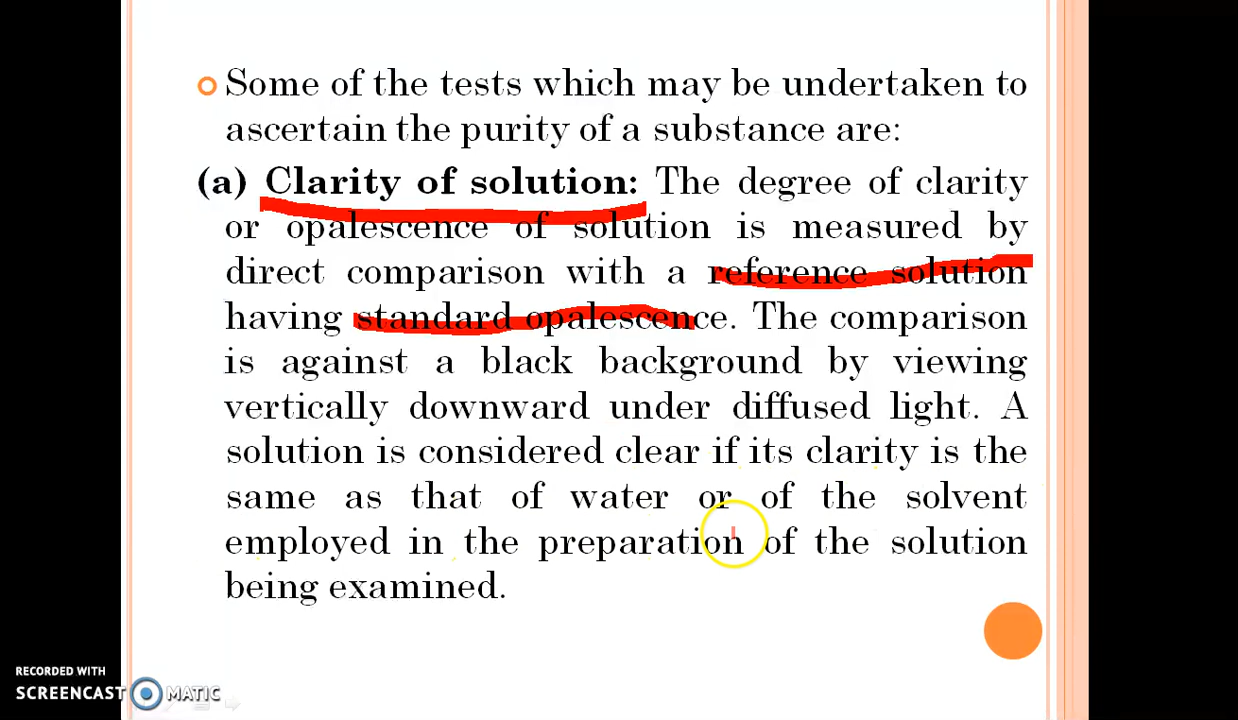 Some of the tests which may be undertaken to
ascertain the purity of a substance are:
(a) Clarity of solution: The degree of clarity
or opalescence of solution is measured by
direct comparison with a reference solution
having standard opalescence. The comparison
is against a black background by viewing
vertically downward under diffused light. A
solution is considered clear if its clarity is the
same as that of water or of the solvent
employed in the preparation of the solution
being examined.
RECORDED WITH
SCREENCAST MATIC